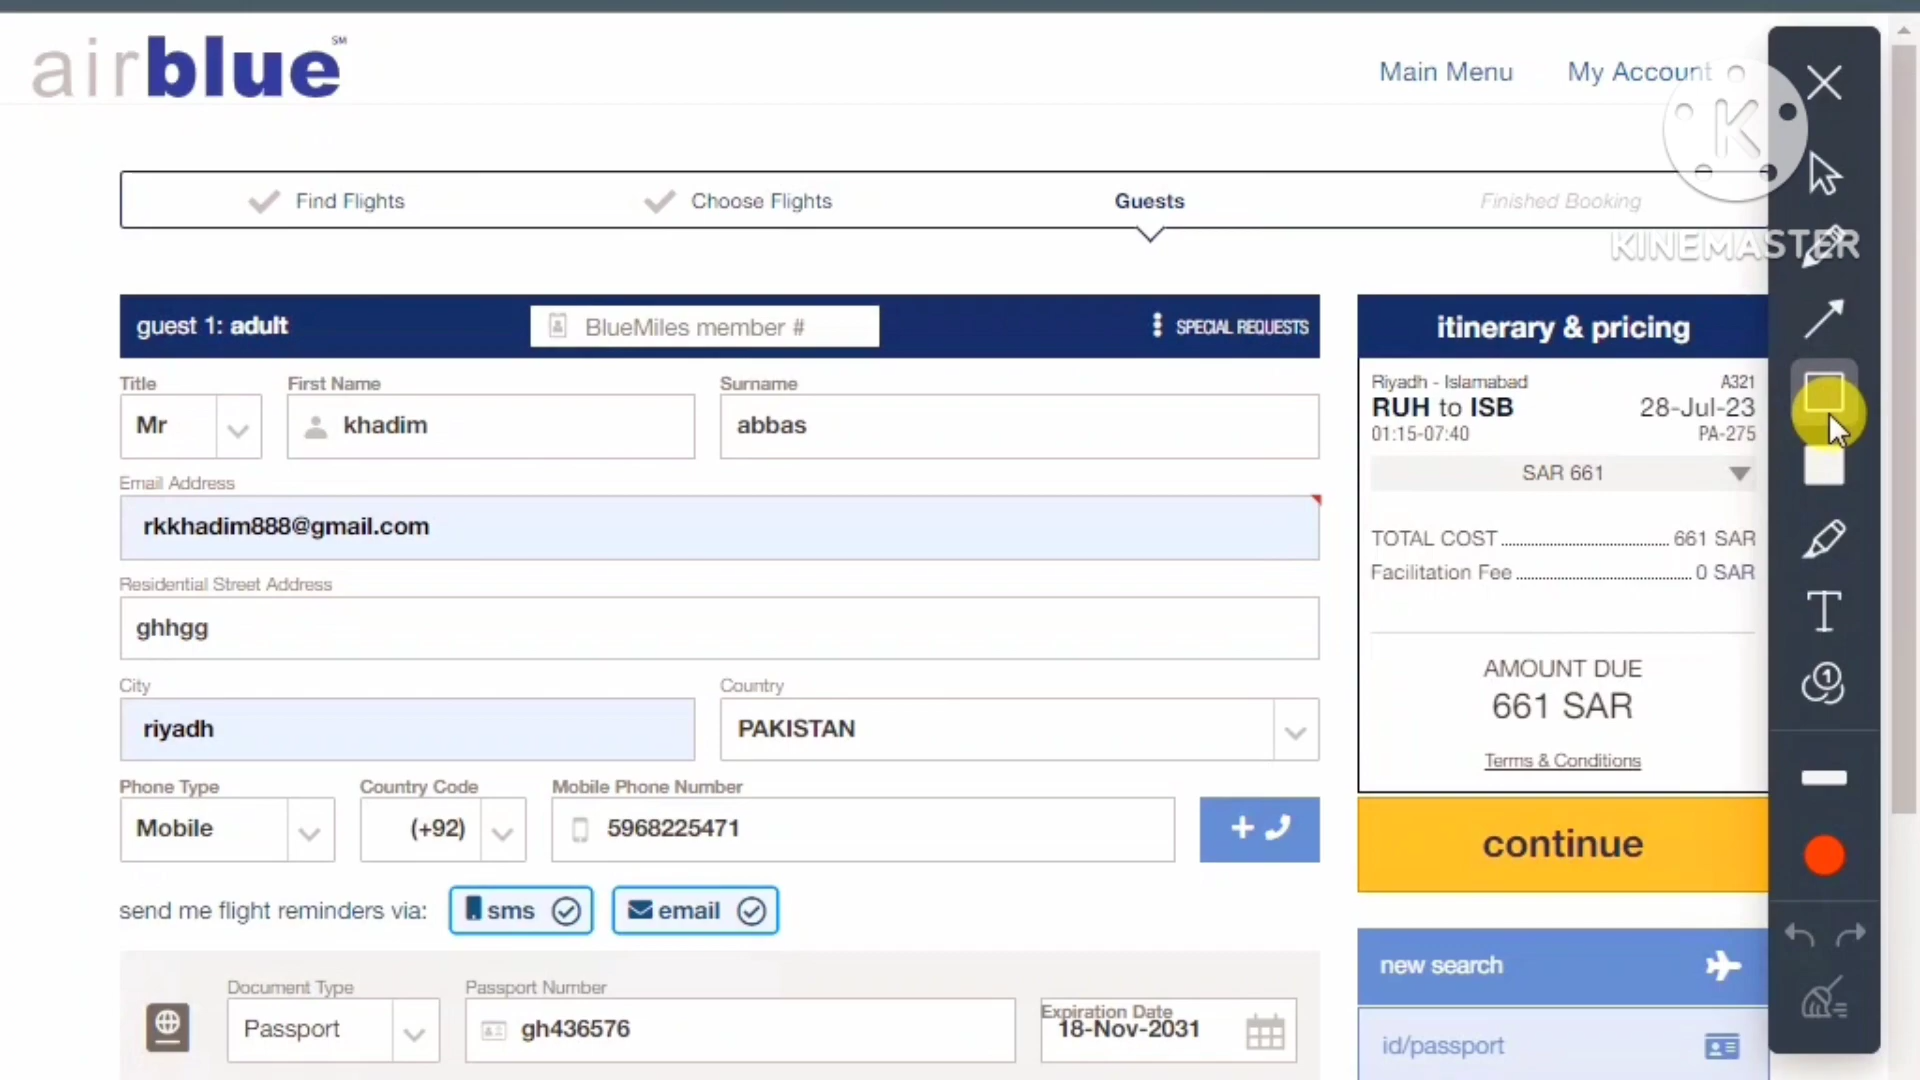 airblue SM
Main Menu My Account
K
KINEMASTER
Find Flights Choose Flights Guests Finished Booking
guest 1: adult BlueMiles member # SPECIAL REQUESTS
Title First Name Surname
Mr khadim abbas
Email Address
rkkhadim888@gmail.com
Residential Street Address
ghhgg
City Country
riyadh PAKISTAN
Phone Type Country Code Mobile Phone Number
Mobile (+92) 5968225471 +
send me flight reminders via: sms email
Document Type Passport Number Expiration Date
Passport gh436576 18-Nov-2031
itinerary & pricing
Riyadh - Islamabad A321
RUH to ISB 28-Jul-23
01:15-07:40 PA-275
SAR 661
TOTAL COST 661 SAR
Facilitation Fee 0 SAR
AMOUNT DUE
661 SAR
Terms & Conditions
continue
new search
id/passport
T
1